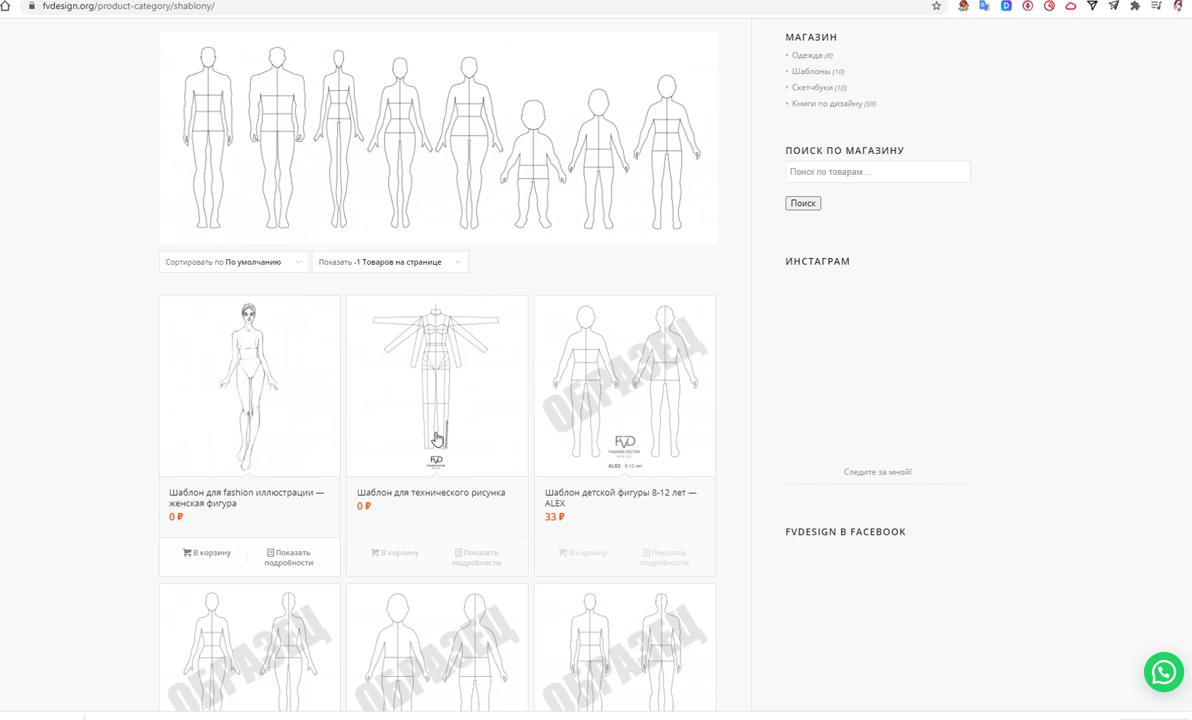 fvdesign.org/product-category/shablony/
МАГАЗИН
Одежда (8)
Шаблоны (10)
Скетчбуки (10)
Книги по дизайну (59)
ПОИСК ПО МАГАЗИНУ
Поиск по товарам…
Поиск
ИНСТАГРАМ
Следите за мной!
FVDESIGN В FACEBOOK
Сортировать по По умолчанию
Показать -1 Товаров на странице
Шаблон для fashion иллюстрации —
женская фигура
0 ₽
В корзину
Показать
подробности
FVD
Шаблон для технического рисунка
0 ₽
В корзину
Показать
подробности
ОБРАЗЕЦ
FVD
FASHION VECTOR
ALEX - 8-12 лет
Шаблон детской фигуры 8-12 лет —
ALEX
33 ₽
В корзину
Показать
подробности
ОБРАЗЕЦ
ОБРАЗЕЦ
ОБРАЗЕЦ